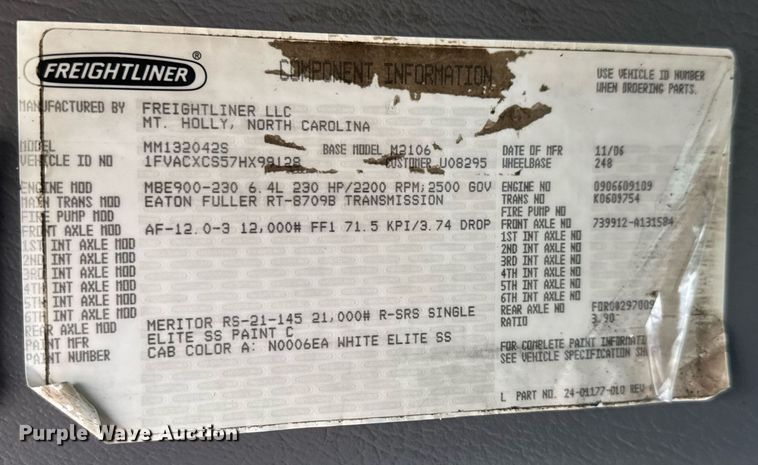 FREIGHTLINER ®
COMPONENT INFORMATION
USE VEHICLE ID NUMBER
WHEN ORDERING PARTS.
MANUFACTURED BY FREIGHTLINER LLC
MT. HOLLY, NORTH CAROLINA
MODEL MM132042S BASE MODEL M2106 DATE OF MFR 11/06
VEHICLE ID NO 1FVACXCS57HX99128 CUSTOMER U08295 WHEELBASE 248
ENGINE MOD MBE900-230 6.4L 230 HP/2200 RPM; 2500 GOV ENGINE NO 0906609109
MAIN TRANS MOD EATON FULLER RT-8709B TRANSMISSION TRANS NO K0609754
FIRE PUMP MOD FIRE PUMP NO
FRONT AXLE MOD AF-12.0-3 12,000# FF1 71.5 KPI/3.74 DROP FRONT AXLE NO 739912-A131584
1ST INT AXLE MOD 1ST INT AXLE NO
2ND INT AXLE MOD 2ND INT AXLE NO
3RD INT AXLE MOD 3RD INT AXLE NO
4TH INT AXLE MOD 4TH INT AXLE NO
5TH INT AXLE MOD 5TH INT AXLE NO
6TH INT AXLE MOD 6TH INT AXLE NO
REAR AXLE MOD MERITOR RS-21-145 21,000# R-SRS SINGLE REAR AXLE NO
PAINT MFR ELITE SS PAINT C RATIO 3.90
PAINT NUMBER CAB COLOR A: N0006EA WHITE ELITE SS
FOR COMPLETE PAINT
SEE VEHICLE SPECIFICATION
L PART NO. 24-01177-010 REV
Purple Wave Auction